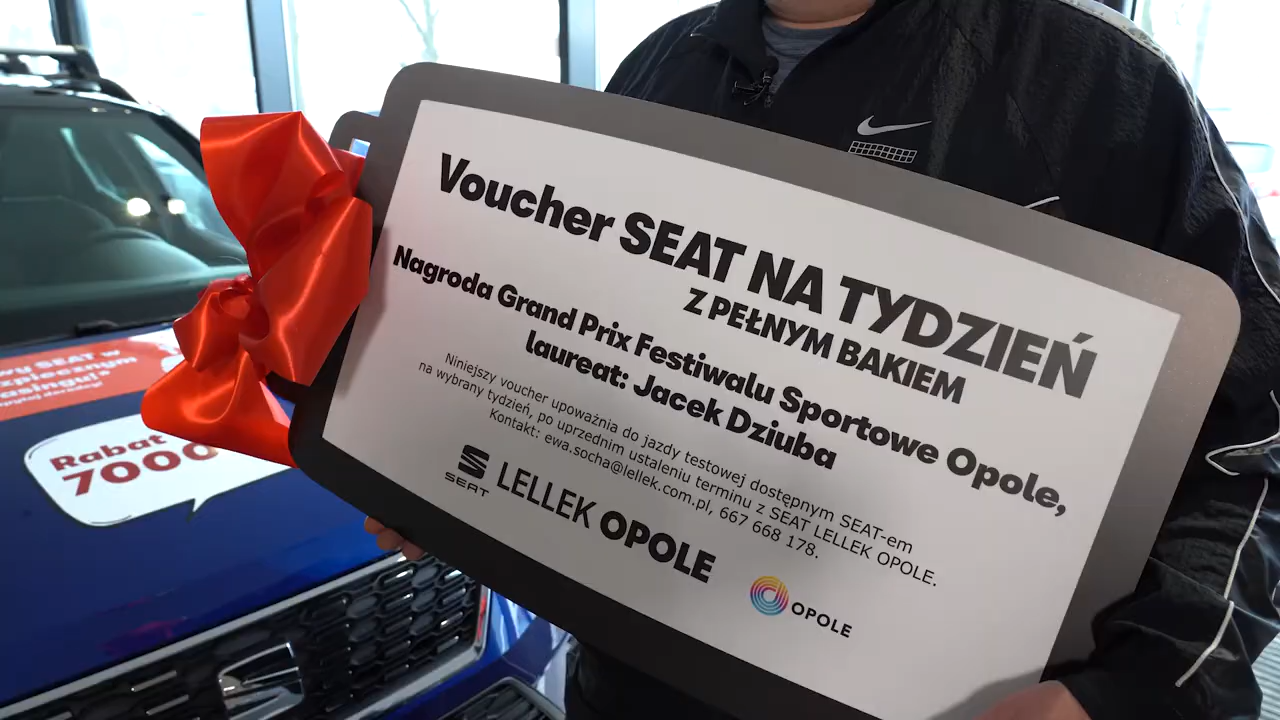 Voucher SEAT NA TYDZIEŃ
Z PEŁNYM BAKIEM
Nagroda Grand Prix Festiwalu Sportowe Opole,
laureat: Jacek Dziuba
Niniejszy voucher upoważnia do jazdy testowej dostępnym SEAT-em
na wybrany tydzień, po uprzednim ustaleniu terminu z SEAT LELLEK OPOLE.
Kontakt: ewa.socha@lellek.com.pl, 667 668 178.
SEAT LELLEK OPOLE
OPOLE
SEAT w
Rabat
7000